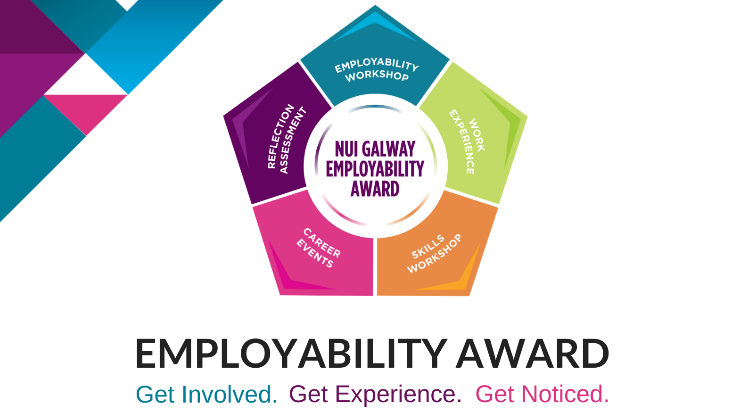 EMPLOYABILITY
WORKSHOP
REFLECTION
ASSESSMENT
WORK
EXPERIENCE
NUI GALWAY
EMPLOYABILITY
AWARD
CAREER
EVENTS
SKILLS
WORKSHOP
EMPLOYABILITY AWARD
Get Involved. Get Experience. Get Noticed.